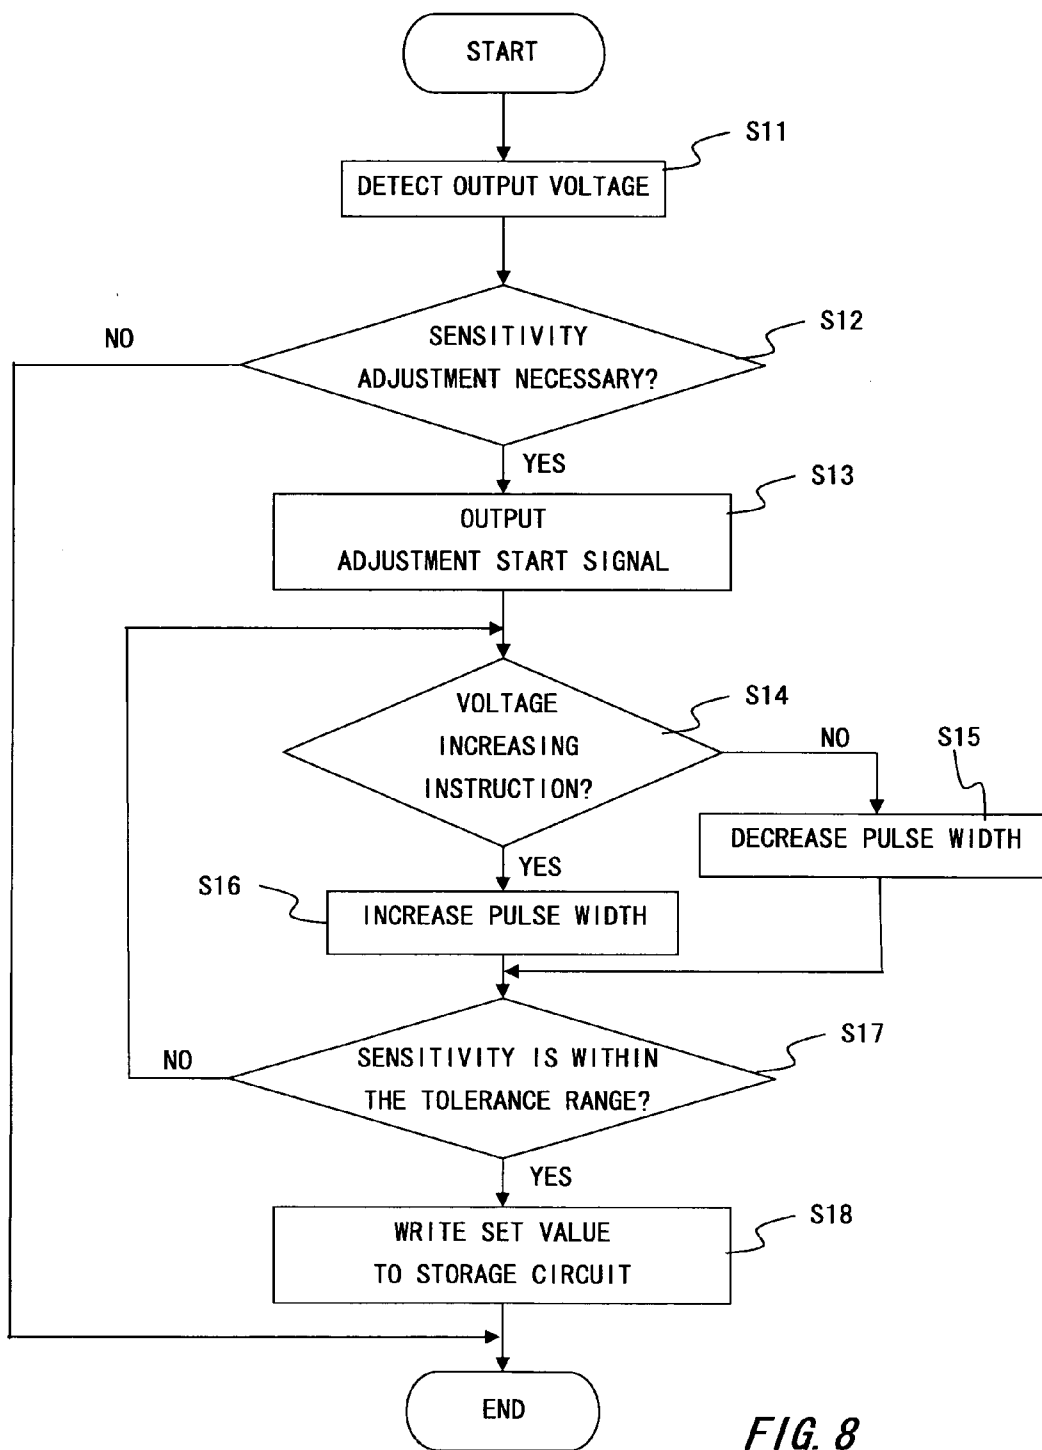 START
S11
DETECT OUTPUT VOLTAGE
NO
S12
SENSITIVITY
ADJUSTMENT NECESSARY?
YES
S13
OUTPUT
ADJUSTMENT START SIGNAL
S14
VOLTAGE
INCREASING
INSTRUCTION?
NO
S15
DECREASE PULSE WIDTH
YES
S16
INCREASE PULSE WIDTH
S17
NO
SENSITIVITY IS WITHIN
THE TOLERANCE RANGE?
YES
S18
WRITE SET VALUE
TO STORAGE CIRCUIT
END
FIG. 8